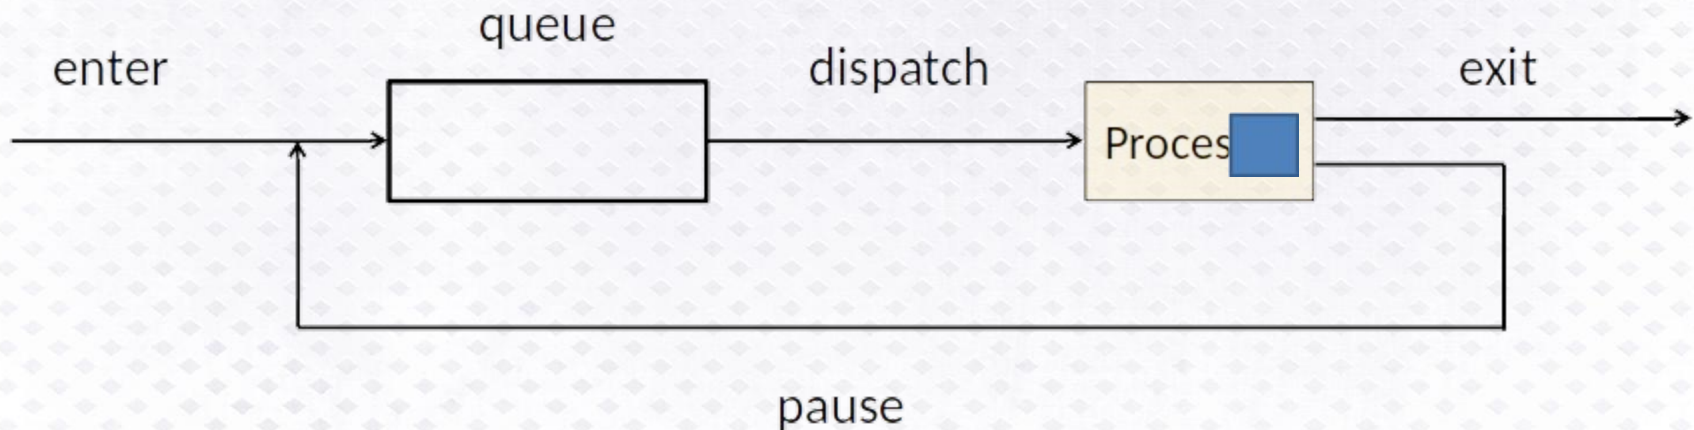 queue
enter
dispatch
exit
Proces
pause